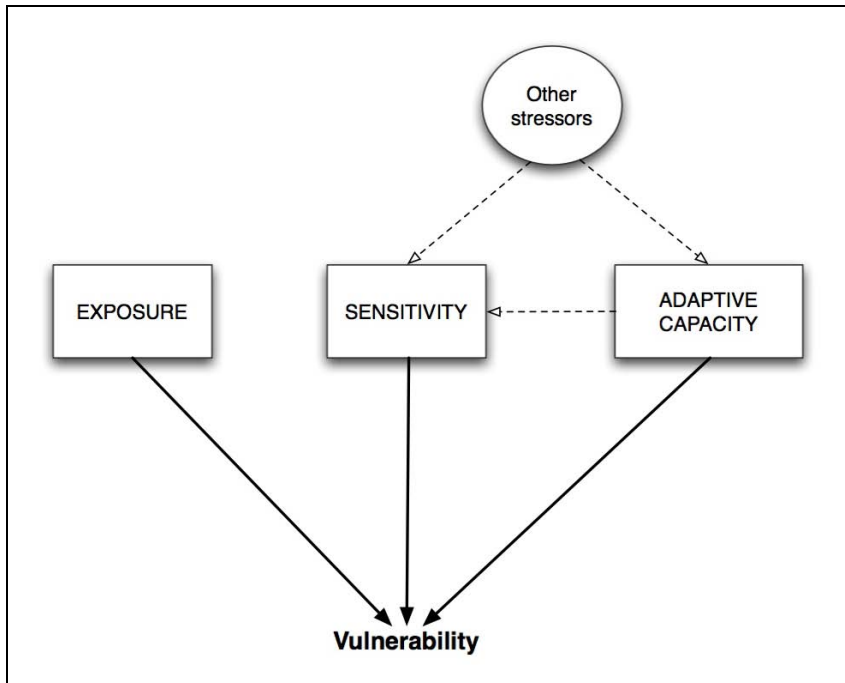 Other
stressors
EXPOSURE
SENSITIVITY
ADAPTIVE
CAPACITY
Vulnerability